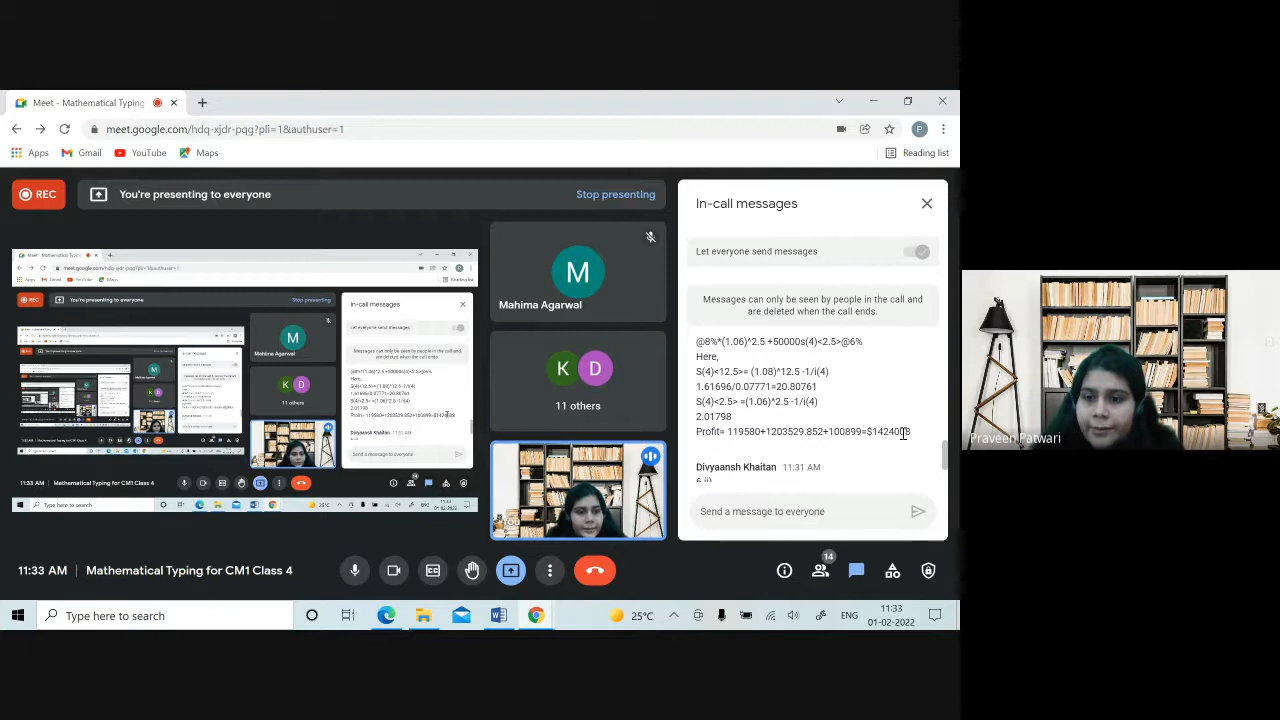 Meet - Mathematical Typing
meet.google.com/hdq-xjdr-pqg?pli=1&authuser=1
P
Apps
Gmail
YouTube
Maps
Reading list
REC
You're presenting to everyone
Stop presenting
M
Mahima Agarwal
K D
11 others
You
In-call messages
Let everyone send messages
Messages can only be seen by people in the call and
are deleted when the call ends.
@8%*(1.06)^2.5 +50000s(4)<2.5>@6%
Here,
S(4)<12.5>= (1.08)^12.5 -1/i(4)
1.61696/0.07771=20.80761
S(4)<2.5> =(1.06)^2.5 -1/i(4)
2.01798
Profit= 119580+1203529.852+100899=$1424008
Divyaansh Khaitan 11:31 AM
6 ii)
Send a message to everyone
Praveen Patwari
11:33 AM
Mathematical Typing for CM1 Class 4
14
Type here to search
25°C
ENG
11:33
01-02-2022